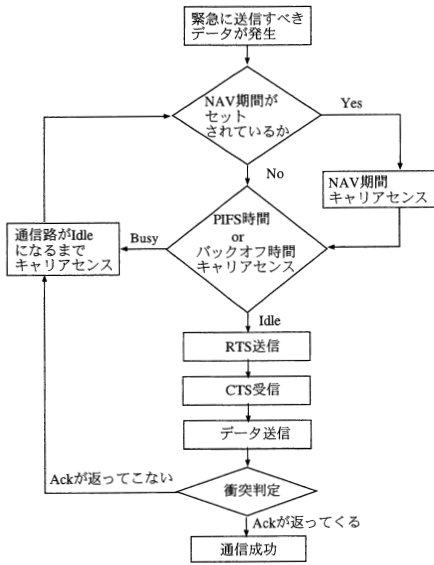 緊急に送信すべき
データが発生
NAV期間が
セット
されているか
Yes
No
NAV期間
キャリアセンス
PIFS時間
or
バックオフ時間
キャリアセンス
Busy
通信路がIdle
になるまで
キャリアセンス
Idle
RTS送信
CTS受信
データ送信
Ackが返ってこない
衝突判定
Ackが返ってくる
通信成功